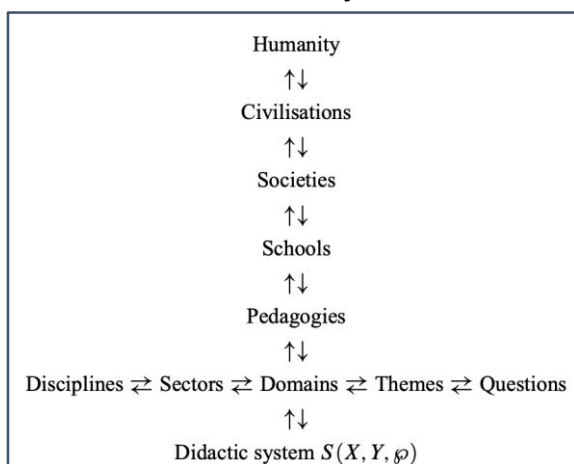 Humanity
↑↓
Civilisations
↑↓
Societies
↑↓
Schools
↑↓
Pedagogies
↑↓
Disciplines ⇄ Sectors ⇄ Domains ⇄ Themes ⇄ Questions
↑↓
Didactic system S(X, Y, ℘)